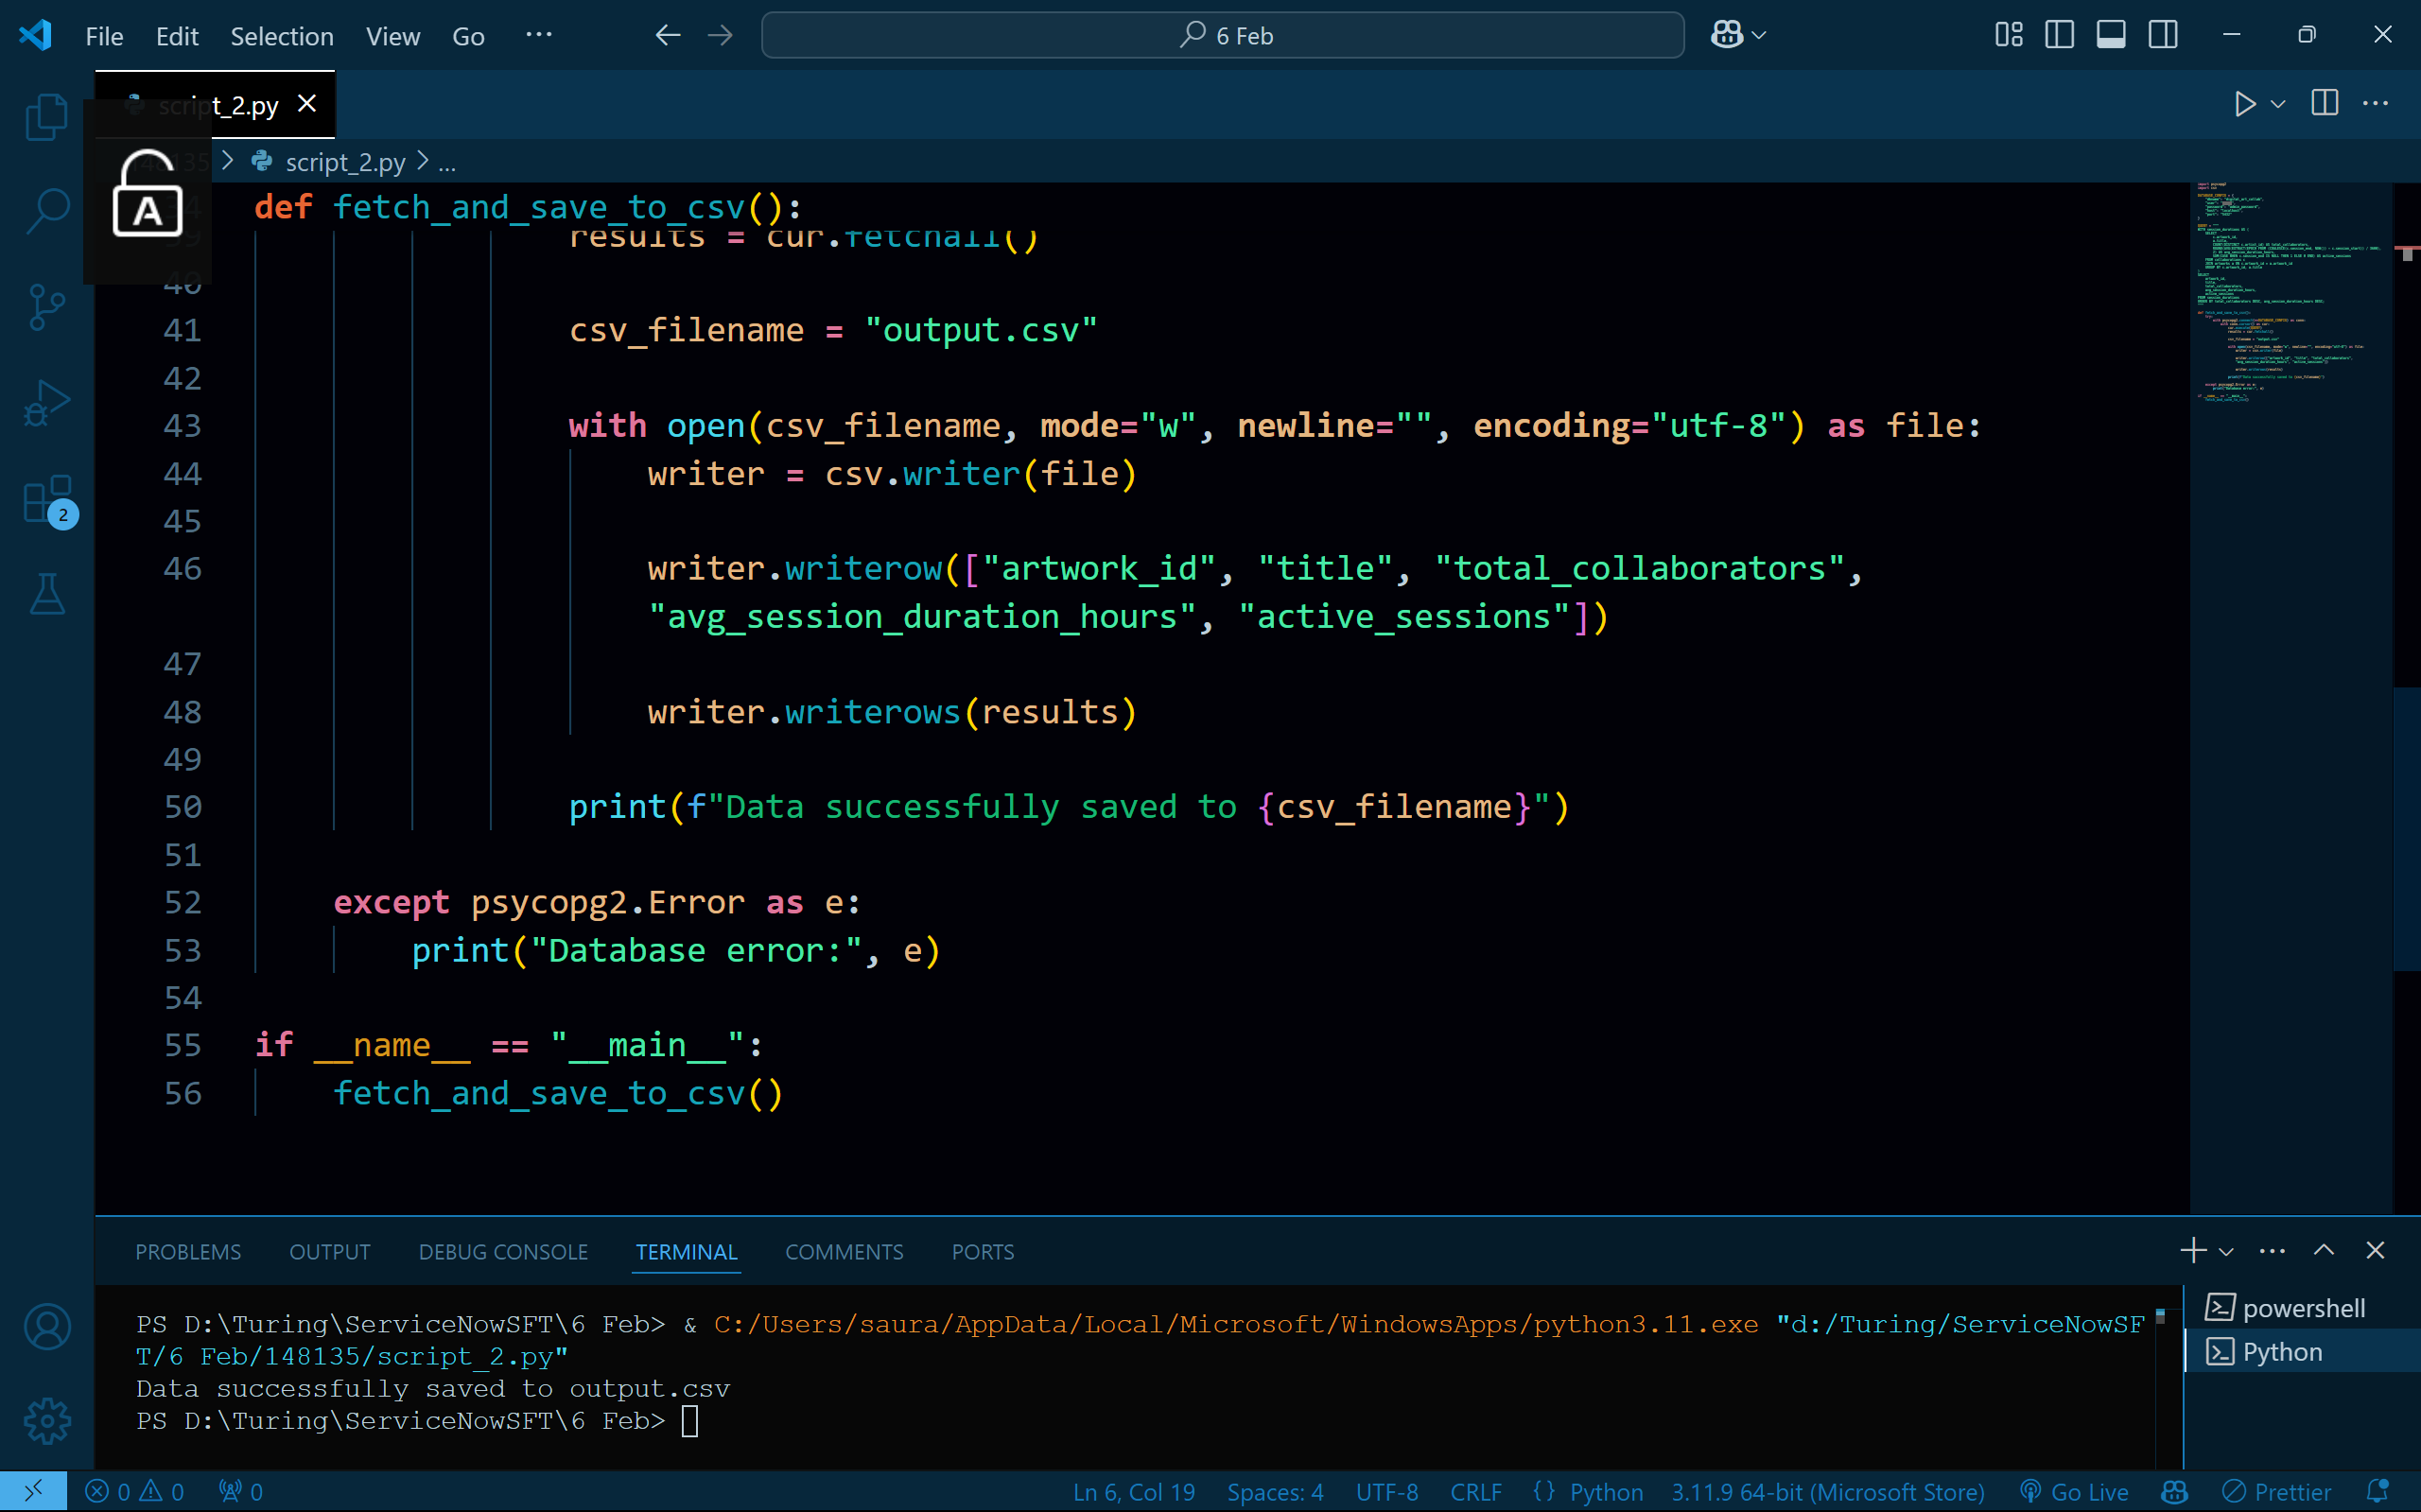 File Edit Selection View Go ··· 6 Feb
script_2.py
script_2.py > ...
def fetch_and_save_to_csv():
39 results = cur.fetchall()
40
41 csv_filename = "output.csv"
42
43 with open(csv_filename, mode="w", newline="", encoding="utf-8") as file:
44 writer = csv.writer(file)
45
46 writer.writerow(["artwork_id", "title", "total_collaborators",
"avg_session_duration_hours", "active_sessions"])
47
48 writer.writerows(results)
49
50 print(f"Data successfully saved to {csv_filename}")
51
52 except psycopg2.Error as e:
53 print("Database error:", e)
54
55 if __name__ == "__main__":
56 fetch_and_save_to_csv()
A
2
PROBLEMS OUTPUT DEBUG CONSOLE TERMINAL COMMENTS PORTS
PS D:\Turing\ServiceNowSFT\6 Feb> & C:/Users/saura/AppData/Local/Microsoft/WindowsApps/python3.11.exe "d:/Turing/ServiceNowSF
T/6 Feb/148135/script_2.py"
Data successfully saved to output.csv
PS D:\Turing\ServiceNowSFT\6 Feb>
powershell
Python
0 0 0 Ln 6, Col 19 Spaces: 4 UTF-8 CRLF {} Python 3.11.9 64-bit (Microsoft Store) Go Live Prettier